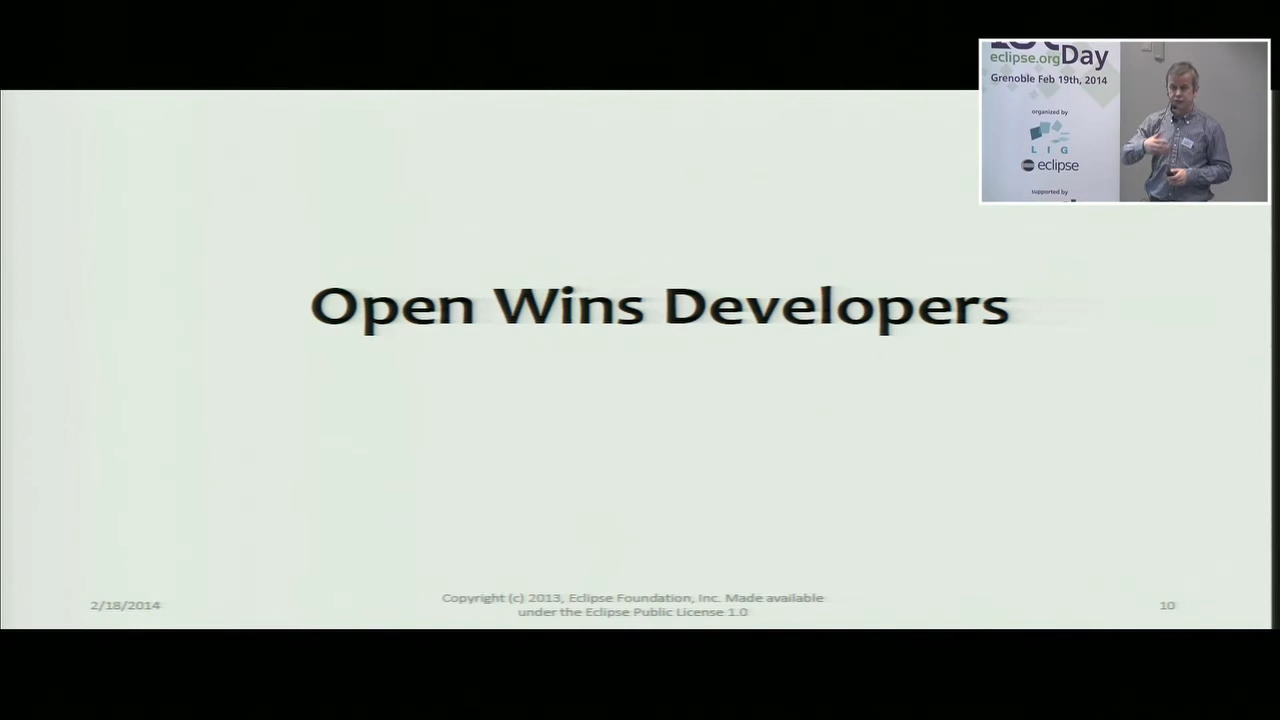 eclipse.org Day
Grenoble Feb 19th, 2014
organized by
L I G
eclipse
supported by
Open Wins Developers
2/18/2014
Copyright (c) 2013, Eclipse Foundation, Inc. Made available
under the Eclipse Public License 1.0
10